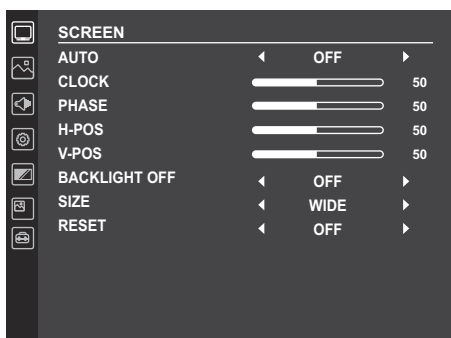 SCREEN
AUTO OFF
CLOCK 50
PHASE 50
H-POS 50
V-POS 50
BACKLIGHT OFF OFF
SIZE WIDE
RESET OFF